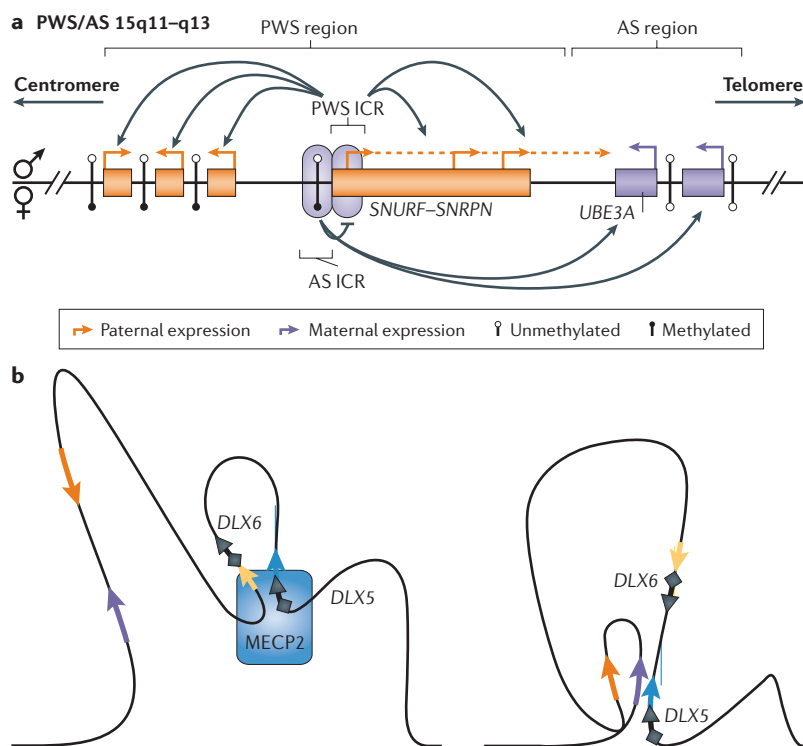 a PWS/AS 15q11–q13
PWS region
AS region
Centromere
Telomere
PWS ICR
SNURF–SNRPN
UBE3A
AS ICR
Paternal expression
Maternal expression
Unmethylated
Methylated
b
DLX6
DLX5
MECP2
DLX6
DLX5